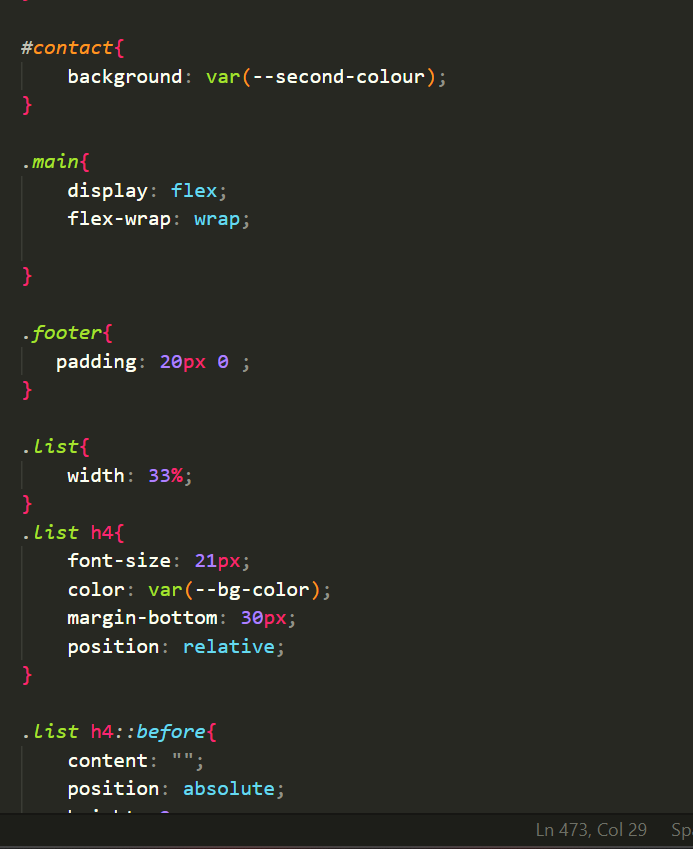 }
#contact{
background: var(--second-colour);
}
.main{
display: flex;
flex-wrap: wrap;
}
.footer{
padding: 20px 0 ;
}
.list{
width: 33%;
}
.list h4{
font-size: 21px;
color: var(--bg-color);
margin-bottom: 30px;
position: relative;
}
.list h4::before{
content: "";
position: absolute;
Ln 473, Col 29